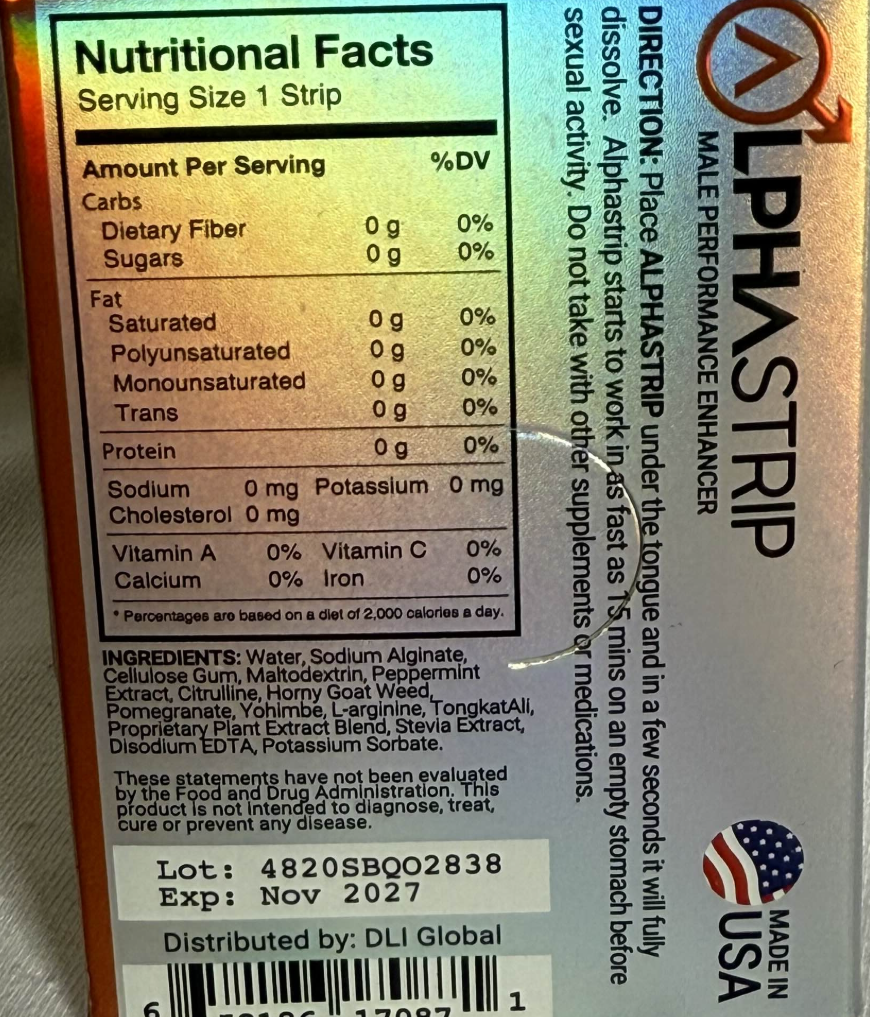 Nutritional Facts
Serving Size 1 Strip
Amount Per Serving %DV
Carbs
Dietary Fiber 0 g 0%
Sugars 0 g 0%
Fat
Saturated 0 g 0%
Polyunsaturated 0 g 0%
Monounsaturated 0 g 0%
Trans 0 g 0%
Protein 0 g 0%
Sodium 0 mg Potassium 0 mg
Cholesterol 0 mg
Vitamin A 0% Vitamin C 0%
Calcium 0% Iron 0%
* Percentages are based on a diet of 2,000 calories a day.
INGREDIENTS: Water, Sodium Alginate,
Cellulose Gum, Maltodextrin, Peppermint
Extract, Citrulline, Horny Goat Weed,
Pomegranate, Yohimbe, L-arginine, TongkatAli,
Proprietary Plant Extract Blend, Stevia Extract,
Disodium EDTA, Potassium Sorbate.
These statements have not been evaluated
by the Food and Drug Administration. This
product is not intended to diagnose, treat,
cure or prevent any disease.
Lot: 4820SBQO2838
Exp: Nov 2027
Distributed by: DLI Global
6 1
ALPHASTRIP
MALE PERFORMANCE ENHANCER
DIRECTION: Place ALPHASTRIP under the tongue and in a few seconds it will fully
dissolve. Alphastrip starts to work in as fast as 15 mins on an empty stomach before
sexual activity. Do not take with other supplements or medications.
MADE IN
USA